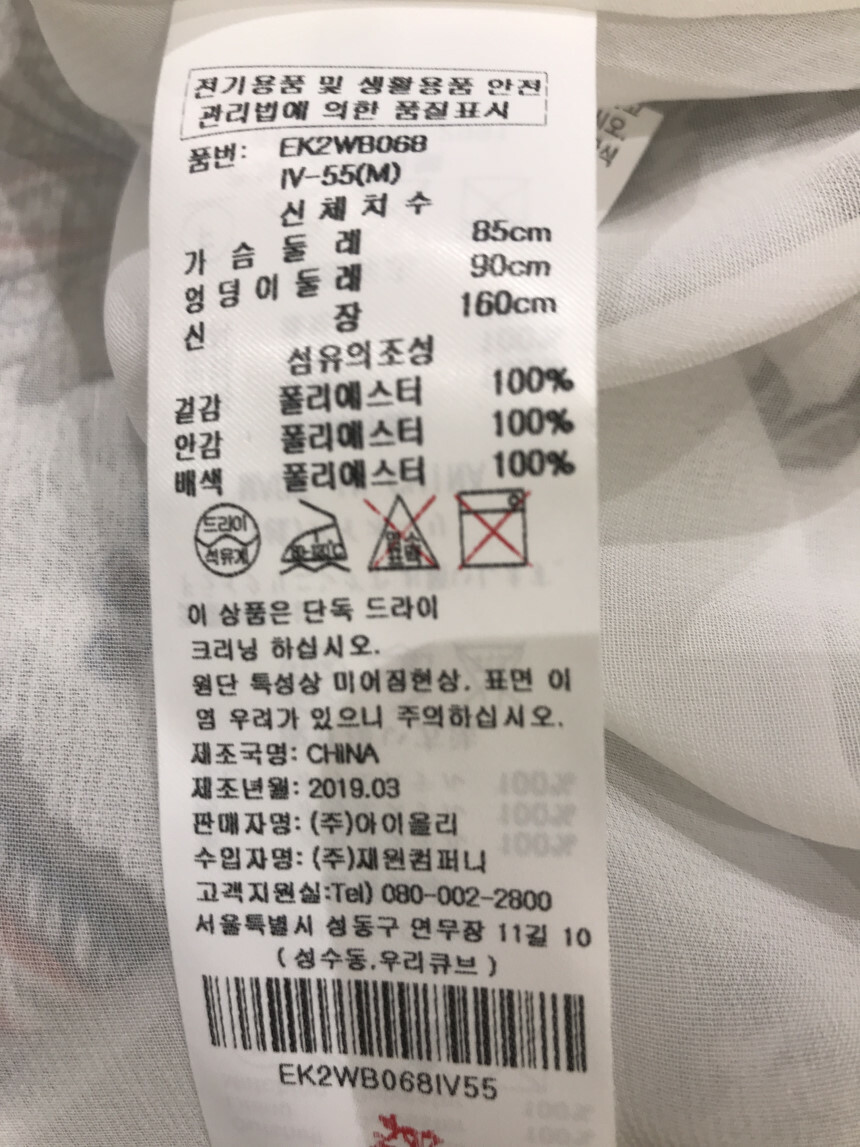 전기용품 및 생활용품 안전
관리법에 의한 품질표시
품번: EK2WB068
IV-55(M)
신체치수
가슴둘레 85cm
엉덩이둘레 90cm
신장 160cm
섬유의조성
겉감 폴리에스터 100%
안감 폴리에스터 100%
배색 폴리에스터 100%
드라이
석유계
염소
표백
이 상품은 단독 드라이
크리닝 하십시오.
원단 특성상 미어짐현상, 표면 이
염 우려가 있으니 주의하십시오.
제조국명: CHINA
제조년월: 2019.03
판매자명: (주)아이올리
수입자명: (주)재원컴퍼니
고객지원실:Tel) 080-002-2800
서울특별시 성동구 연무장 11길 10
(성수동,우리큐브)
EK2WB068IV55